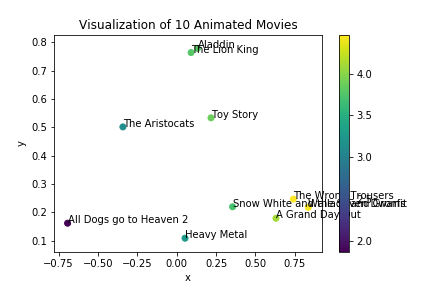 Visualization of 10 Animated Movies
0.8
0.7
0.6
0.5
0.4
0.3
0.2
0.1
y
Aladdin
The Lion King
Toy Story
The Aristocats
The Wrong Trousers
Snow White and the Seven Dwarfs
A Grand Day Out
All Dogs go to Heaven 2
Heavy Metal
-0.75 -0.50 -0.25 0.00 0.25 0.50 0.75
x
4.0
3.5
3.0
2.0